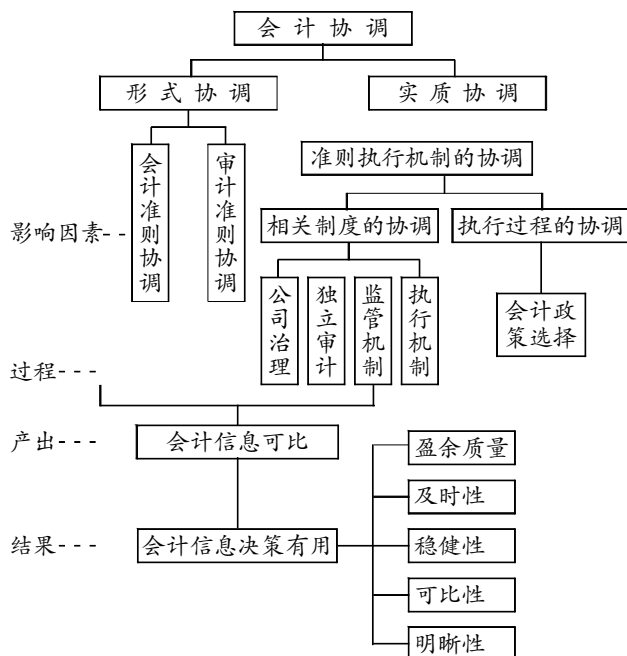 会计协调
形式协调
实质协调
会计准则协调
审计准则协调
准则执行机制的协调
影响因素
相关制度的协调
执行过程的协调
公司治理
独立审计
监管机制
执行机制
会计政
策选择
过程
产出
会计信息可比
盈余质量
及时性
结果
会计信息决策有用
稳健性
可比性
明晰性